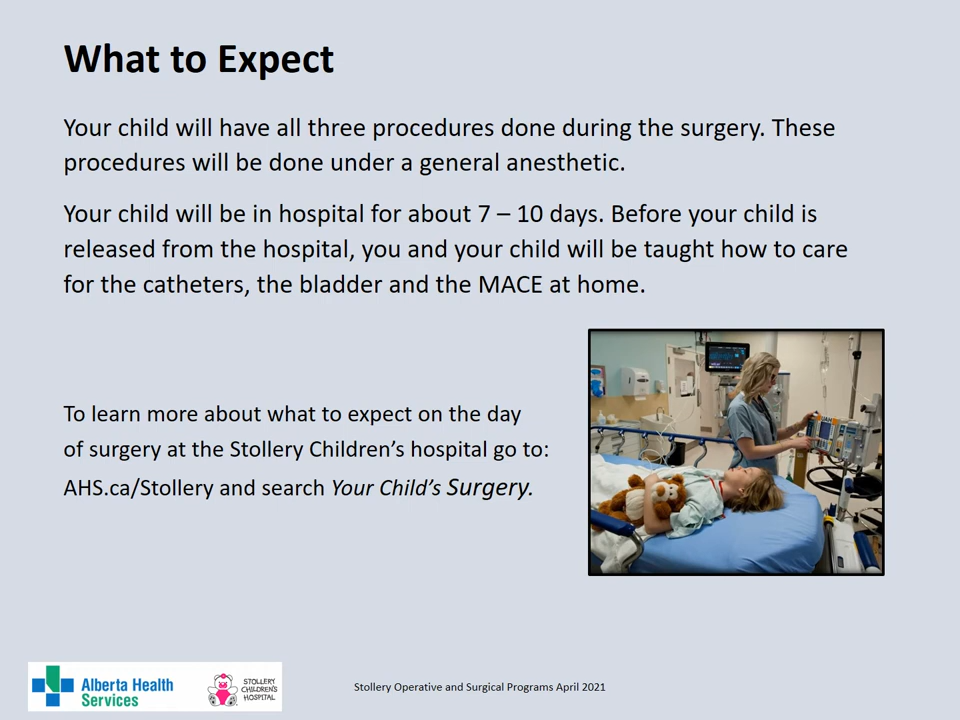 What to Expect
Your child will have all three procedures done during the surgery. These
procedures will be done under a general anesthetic.
Your child will be in hospital for about 7 – 10 days. Before your child is
released from the hospital, you and your child will be taught how to care
for the catheters, the bladder and the MACE at home.
To learn more about what to expect on the day
of surgery at the Stollery Children's hospital go to:
AHS.ca/Stollery and search Your Child's Surgery.
Alberta Health
Services
STOLLERY
CHILDREN'S
HOSPITAL
Stollery Operative and Surgical Programs April 2021